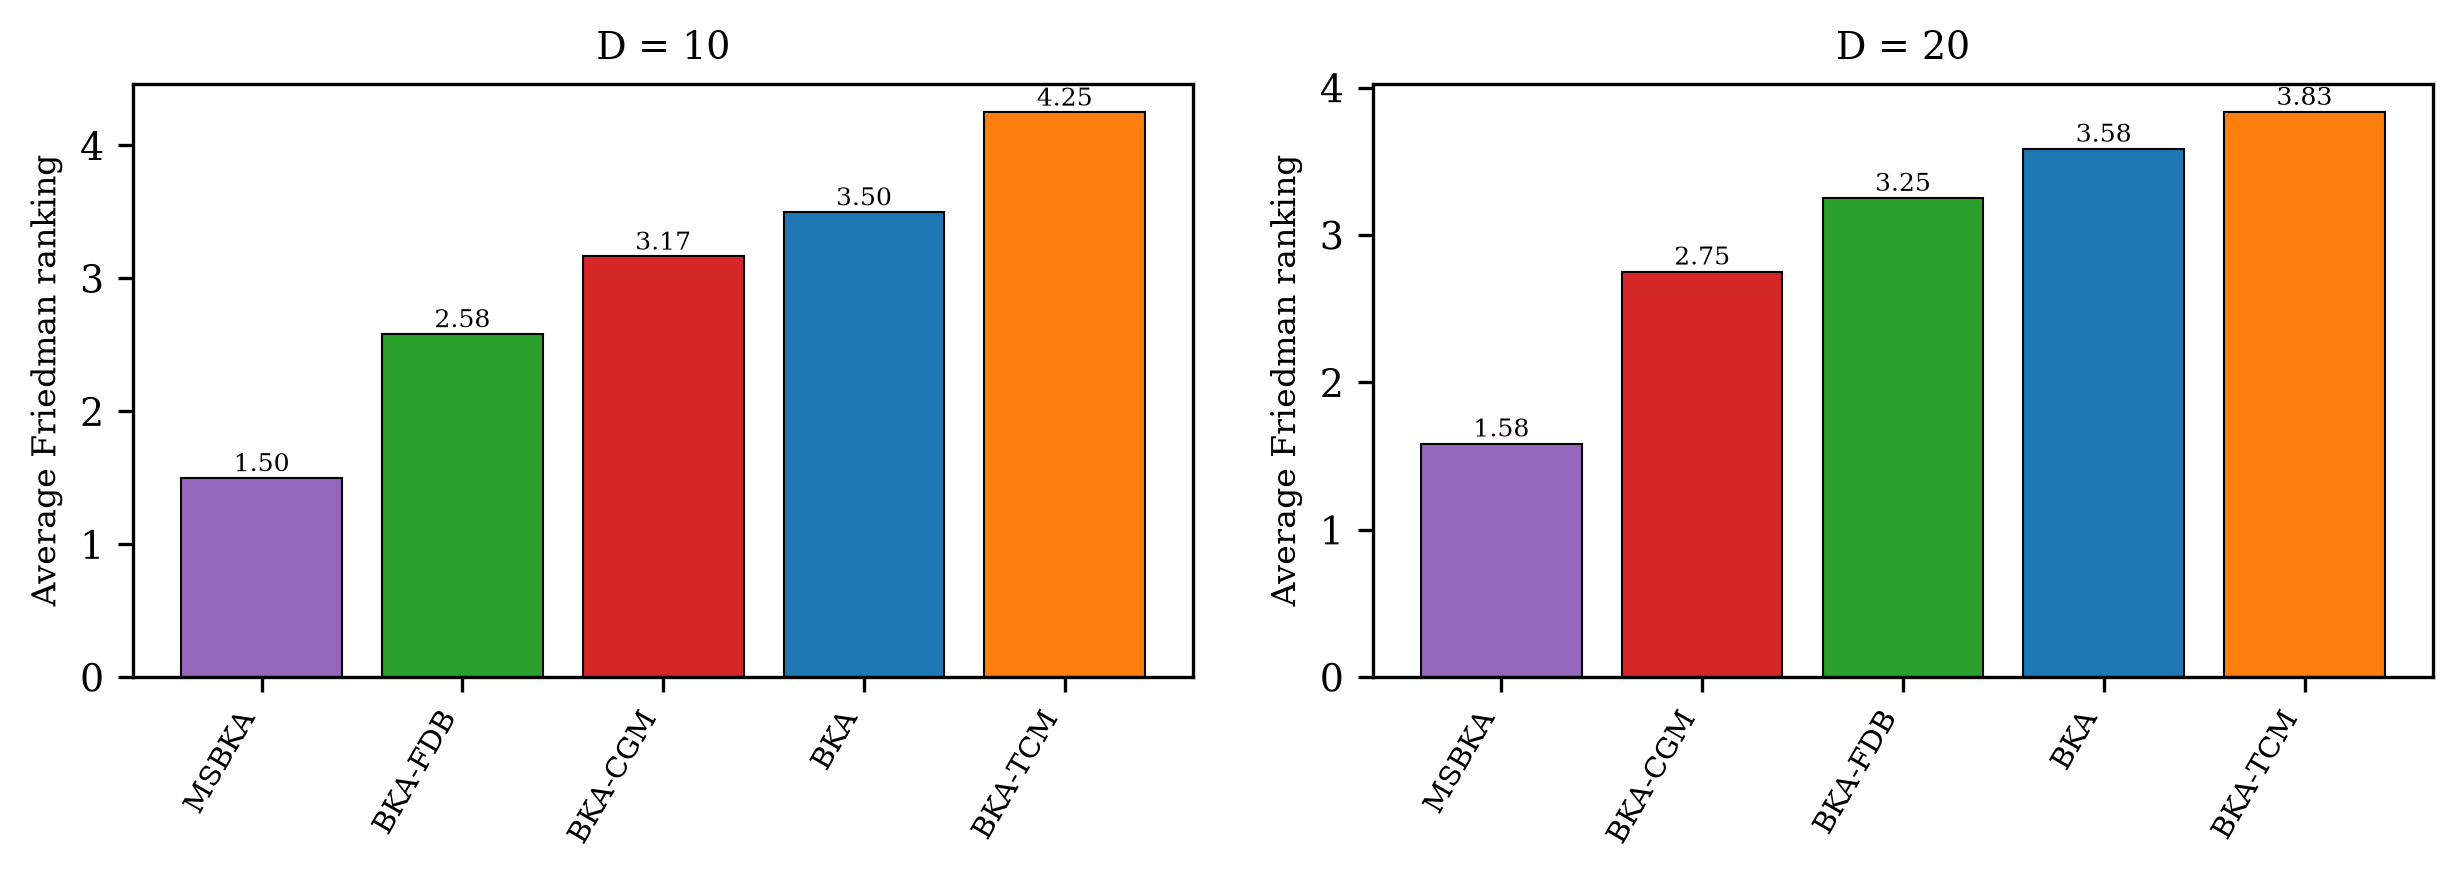 D = 10
Average Friedman ranking
4
3
2
1
0
1.50
2.58
3.17
3.50
4.25
MSBKA
BKA-FDB
BKA-CGM
BKA
BKA-TCM
D = 20
Average Friedman ranking
4
3
2
1
0
1.58
2.75
3.25
3.58
3.83
MSBKA
BKA-CGM
BKA-FDB
BKA
BKA-TCM